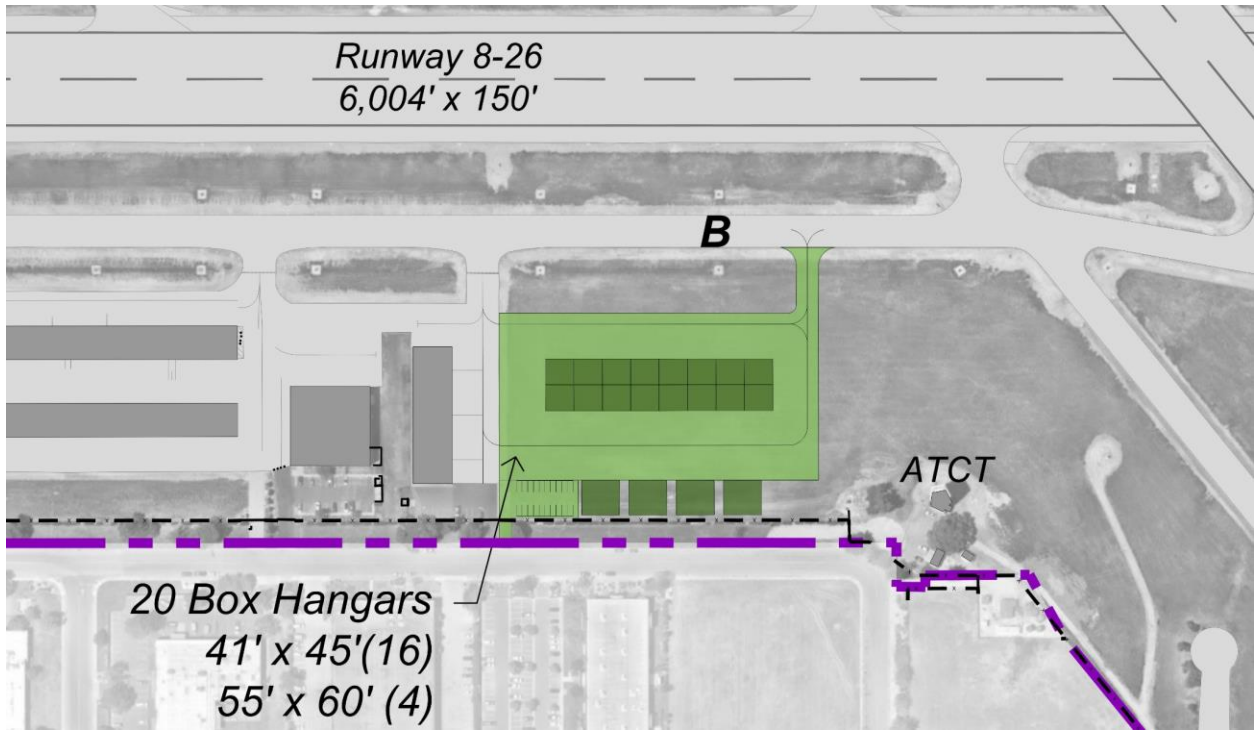 Runway 8-26
6,004' x 150'
B
ATCT
20 Box Hangars
41' x 45'(16)
55' x 60' (4)